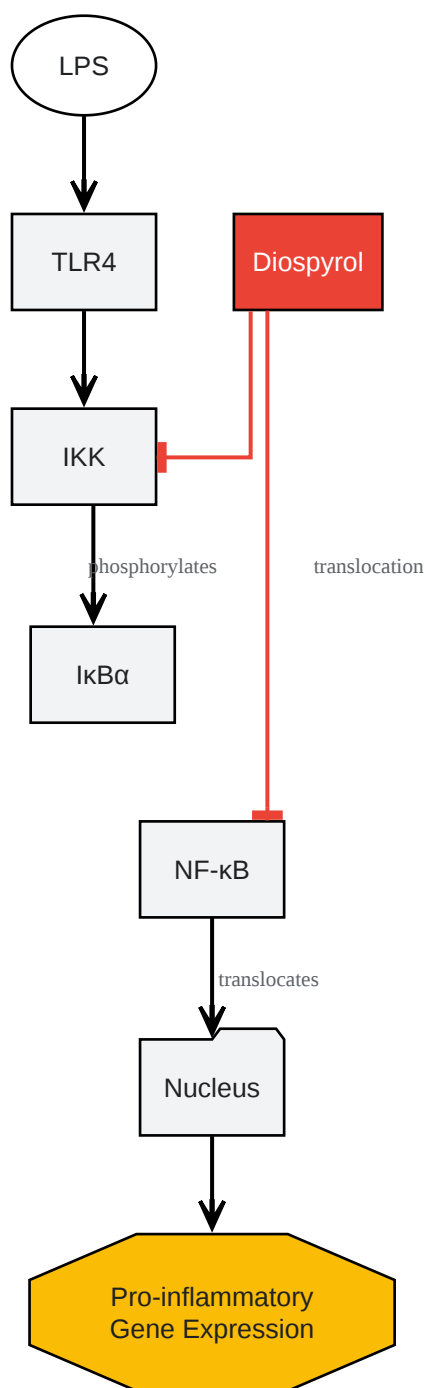 LPS
TLR4
Diospyrol
IKK
phosphorylates
translocation
IκBα
NF-κB
translocates
Nucleus
Pro-inflammatory
Gene Expression